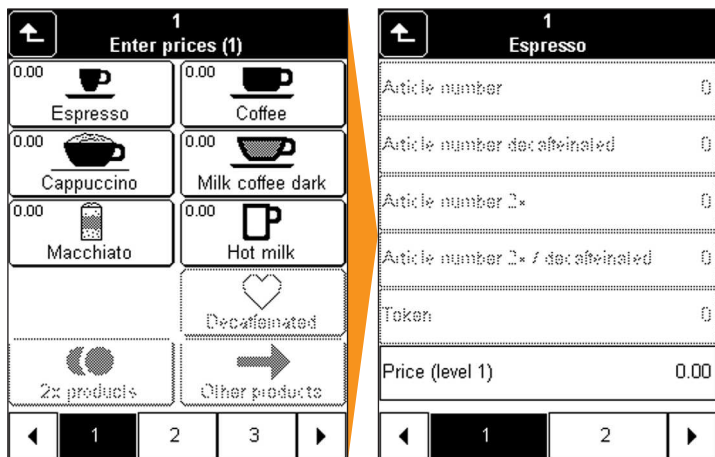 1
Enter prices (1)
0.00
Espresso
0.00
Coffee
0.00
Cappuccino
0.00
Milk coffee dark
0.00
Macchiato
0.00
Hot milk
Decaffeinated
2x products
Other products
1 2 3
1
Espresso
Article number 0
Article number decaffeinated 0
Article number 2x 0
Article number 2x / decaffeinated 0
Token 0
Price (level 1) 0.00
1 2